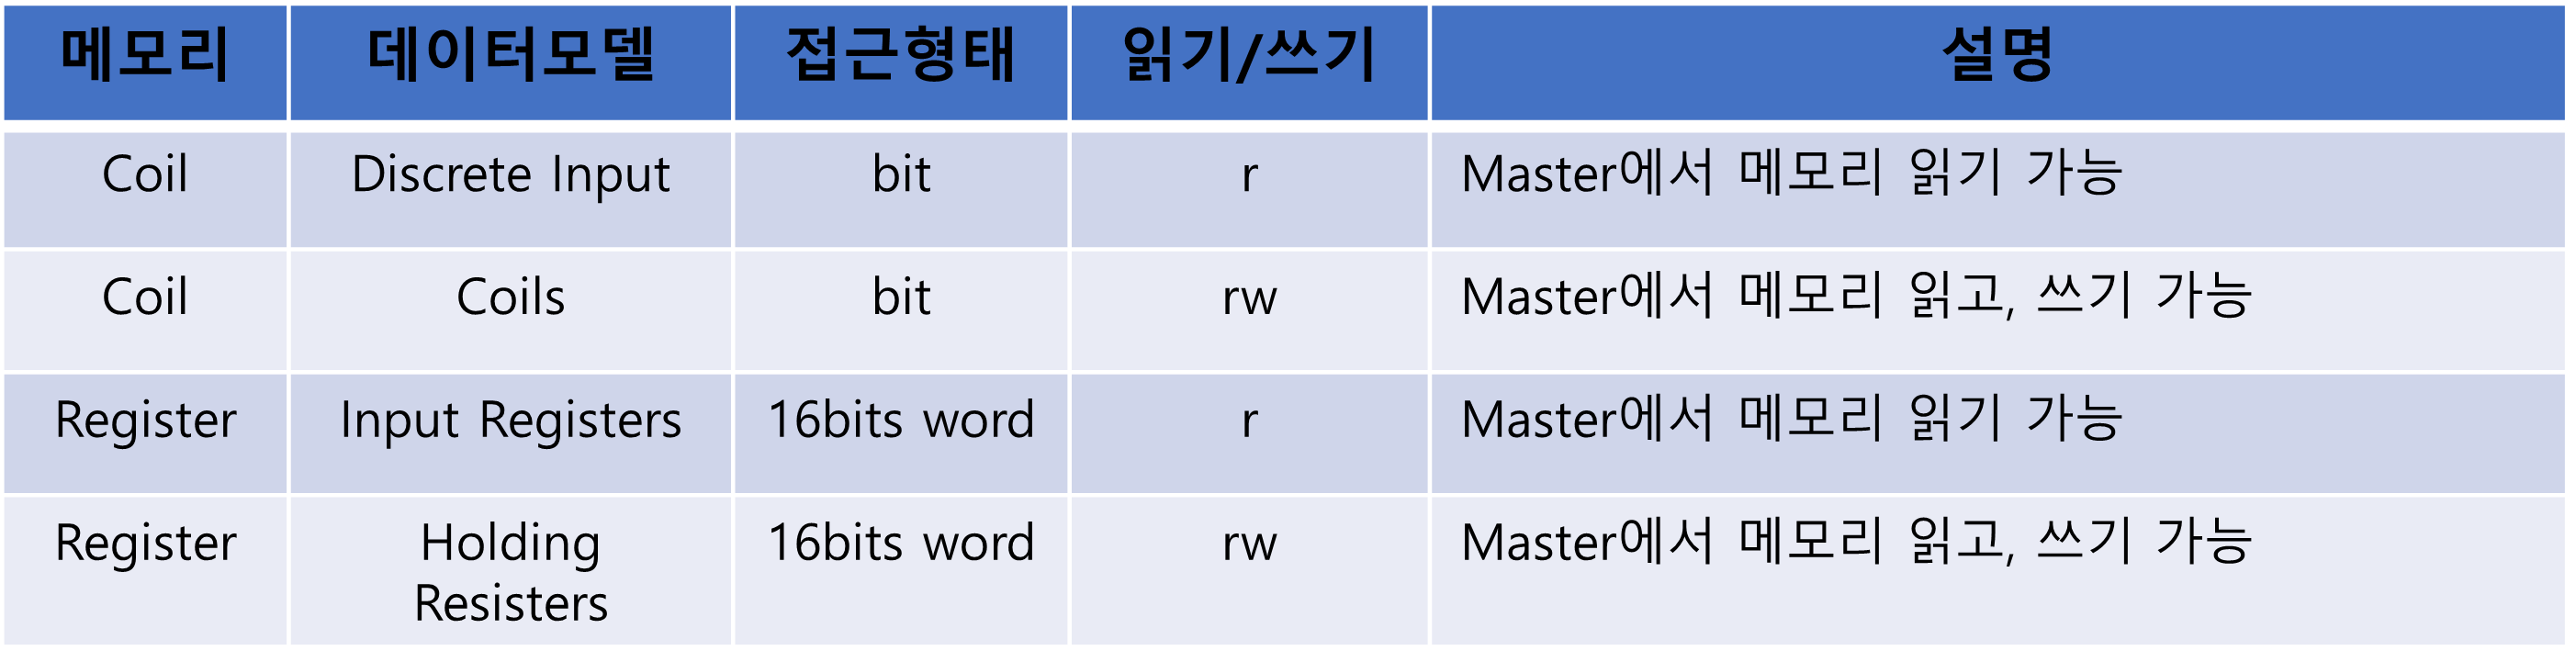 메모리 데이터모델 접근형태 읽기/쓰기 설명
Coil Discrete Input bit r Master에서 메모리 읽기 가능
Coil Coils bit rw Master에서 메모리 읽고, 쓰기 가능
Register Input Registers 16bits word r Master에서 메모리 읽기 가능
Register Holding 16bits word rw Master에서 메모리 읽고, 쓰기 가능
Resisters